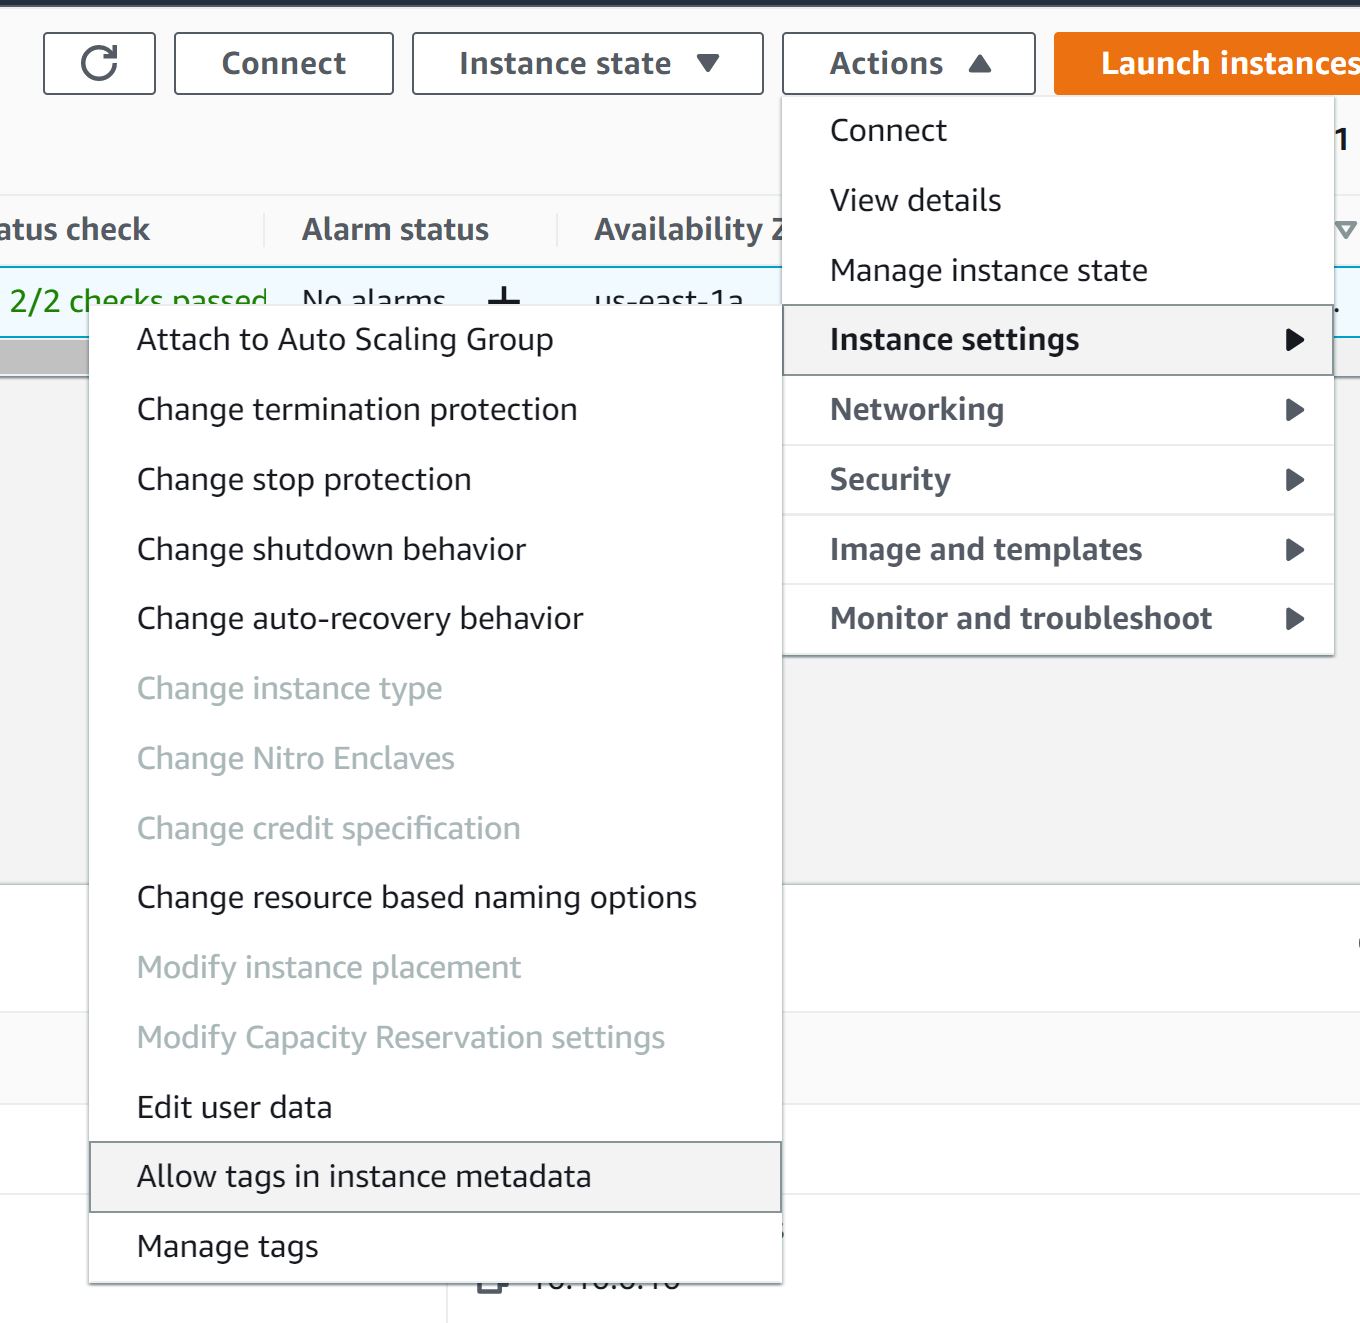 Connect
Instance state
Actions
Launch instances
Connect
1
View details
atus check
Alarm status
Availability
Manage instance state
2/2 checks passed
No alarms
us-east-1a
Instance settings
Networking
Security
Image and templates
Monitor and troubleshoot
Attach to Auto Scaling Group
Change termination protection
Change stop protection
Change shutdown behavior
Change auto-recovery behavior
Change instance type
Change Nitro Enclaves
Change credit specification
Change resource based naming options
Modify instance placement
Modify Capacity Reservation settings
Edit user data
Allow tags in instance metadata
Manage tags